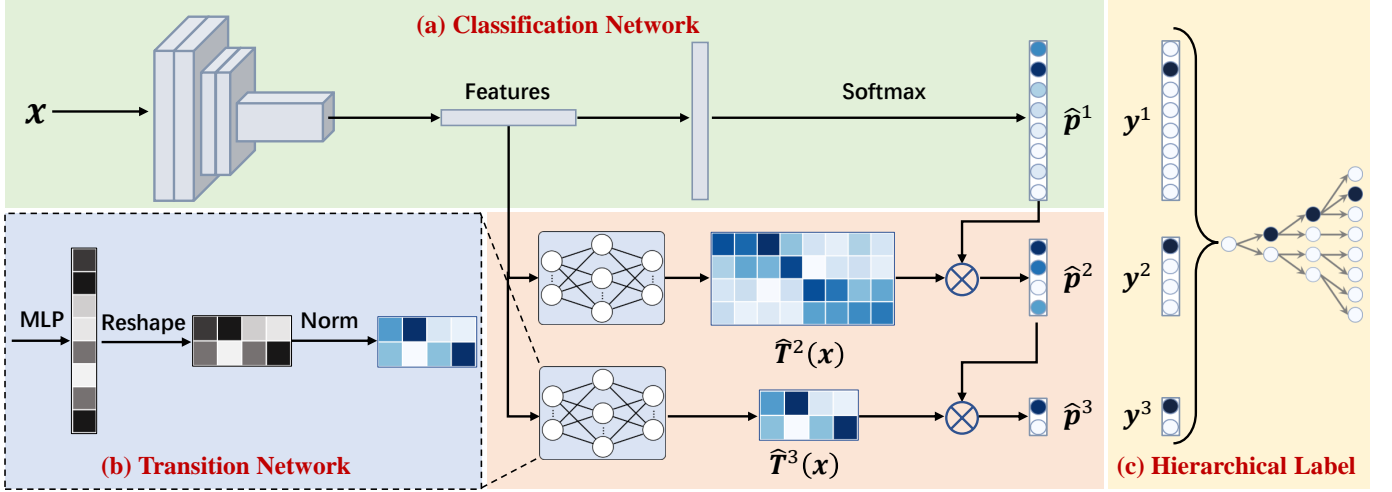 (a) Classification Network
x
Features
Softmax
p̂¹
y¹
MLP
Reshape
Norm
T̂²(x)
p̂²
y²
T̂³(x)
p̂³
y³
(b) Transition Network
(c) Hierarchical Label